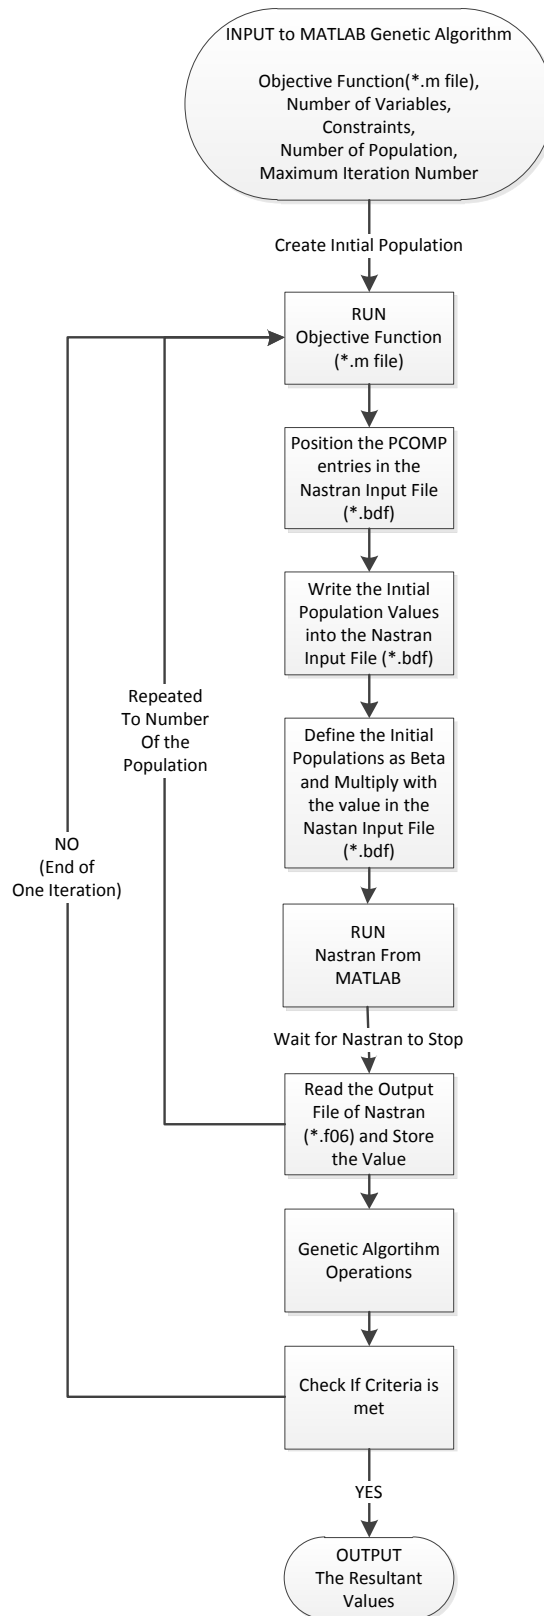 INPUT to MATLAB Genetic Algorithm
Objective Function(*.m file),
Number of Variables,
Constraints,
Number of Population,
Maximum Iteration Number
Create Initial Population
RUN
Objective Function
(*.m file)
Position the PCOMP
entries in the
Nastran Input File
(*.bdf)
Write the Initial
Population Values
into the Nastran
Input File (*.bdf)
Repeated
To Number
Of the
Population
Define the Initial
Populations as Beta
and Multiply with
the value in the
Nastan Input File
(*.bdf)
NO
(End of
One Iteration)
RUN
Nastran From
MATLAB
Wait for Nastran to Stop
Read the Output
File of Nastran
(*.f06) and Store
the Value
Genetic Algortihm
Operations
Check If Criteria is
met
YES
OUTPUT
The Resultant
Values